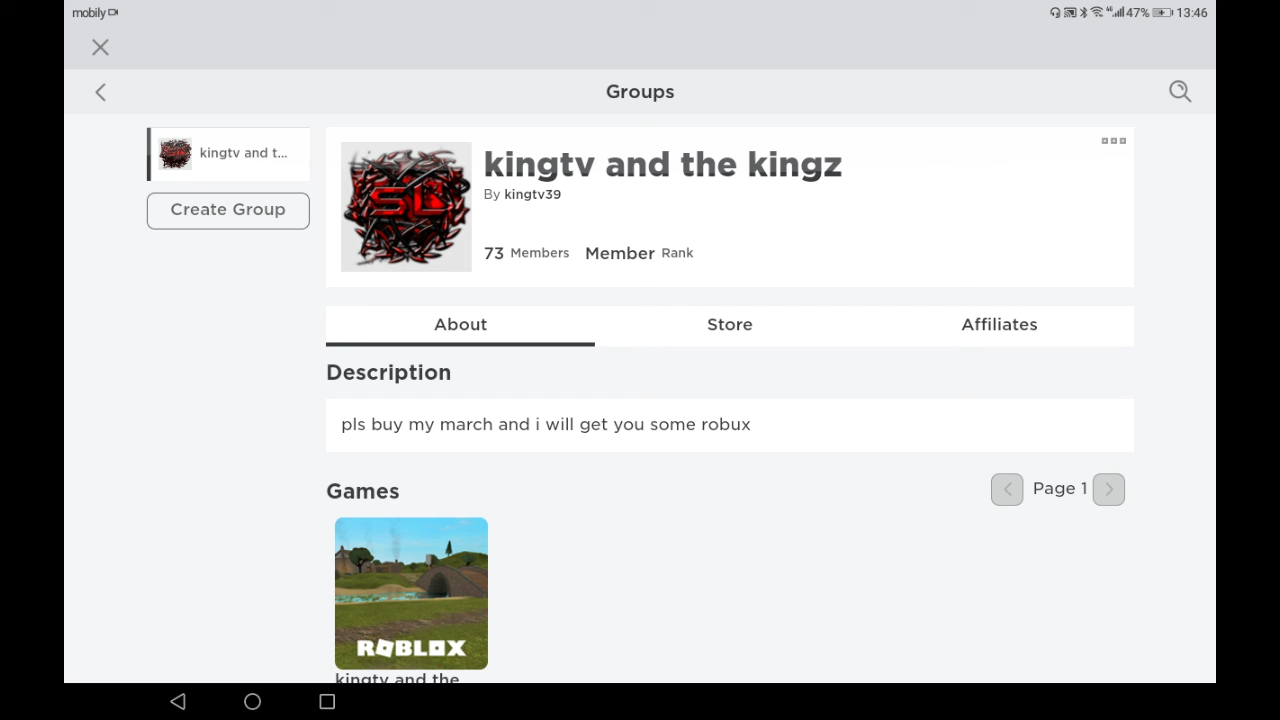 mobily
47% 13:46
Groups
kingtv and t...
Create Group
SL
kingtv and the kingz
By kingtv39
73 Members Member Rank
About Store Affiliates
Description
pls buy my march and i will get you some robux
Games
Page 1
ROBLOX
kingtv and the